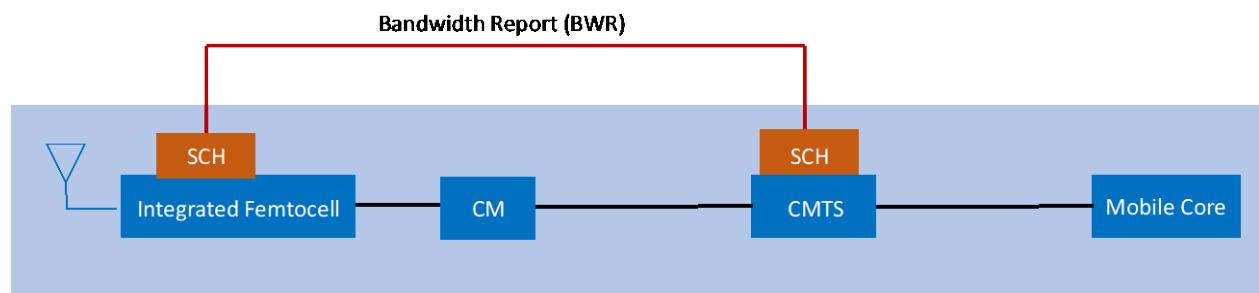 Bandwidth Report (BWR)
SCH
SCH
Integrated Femtocell
CM
CMTS
Mobile Core